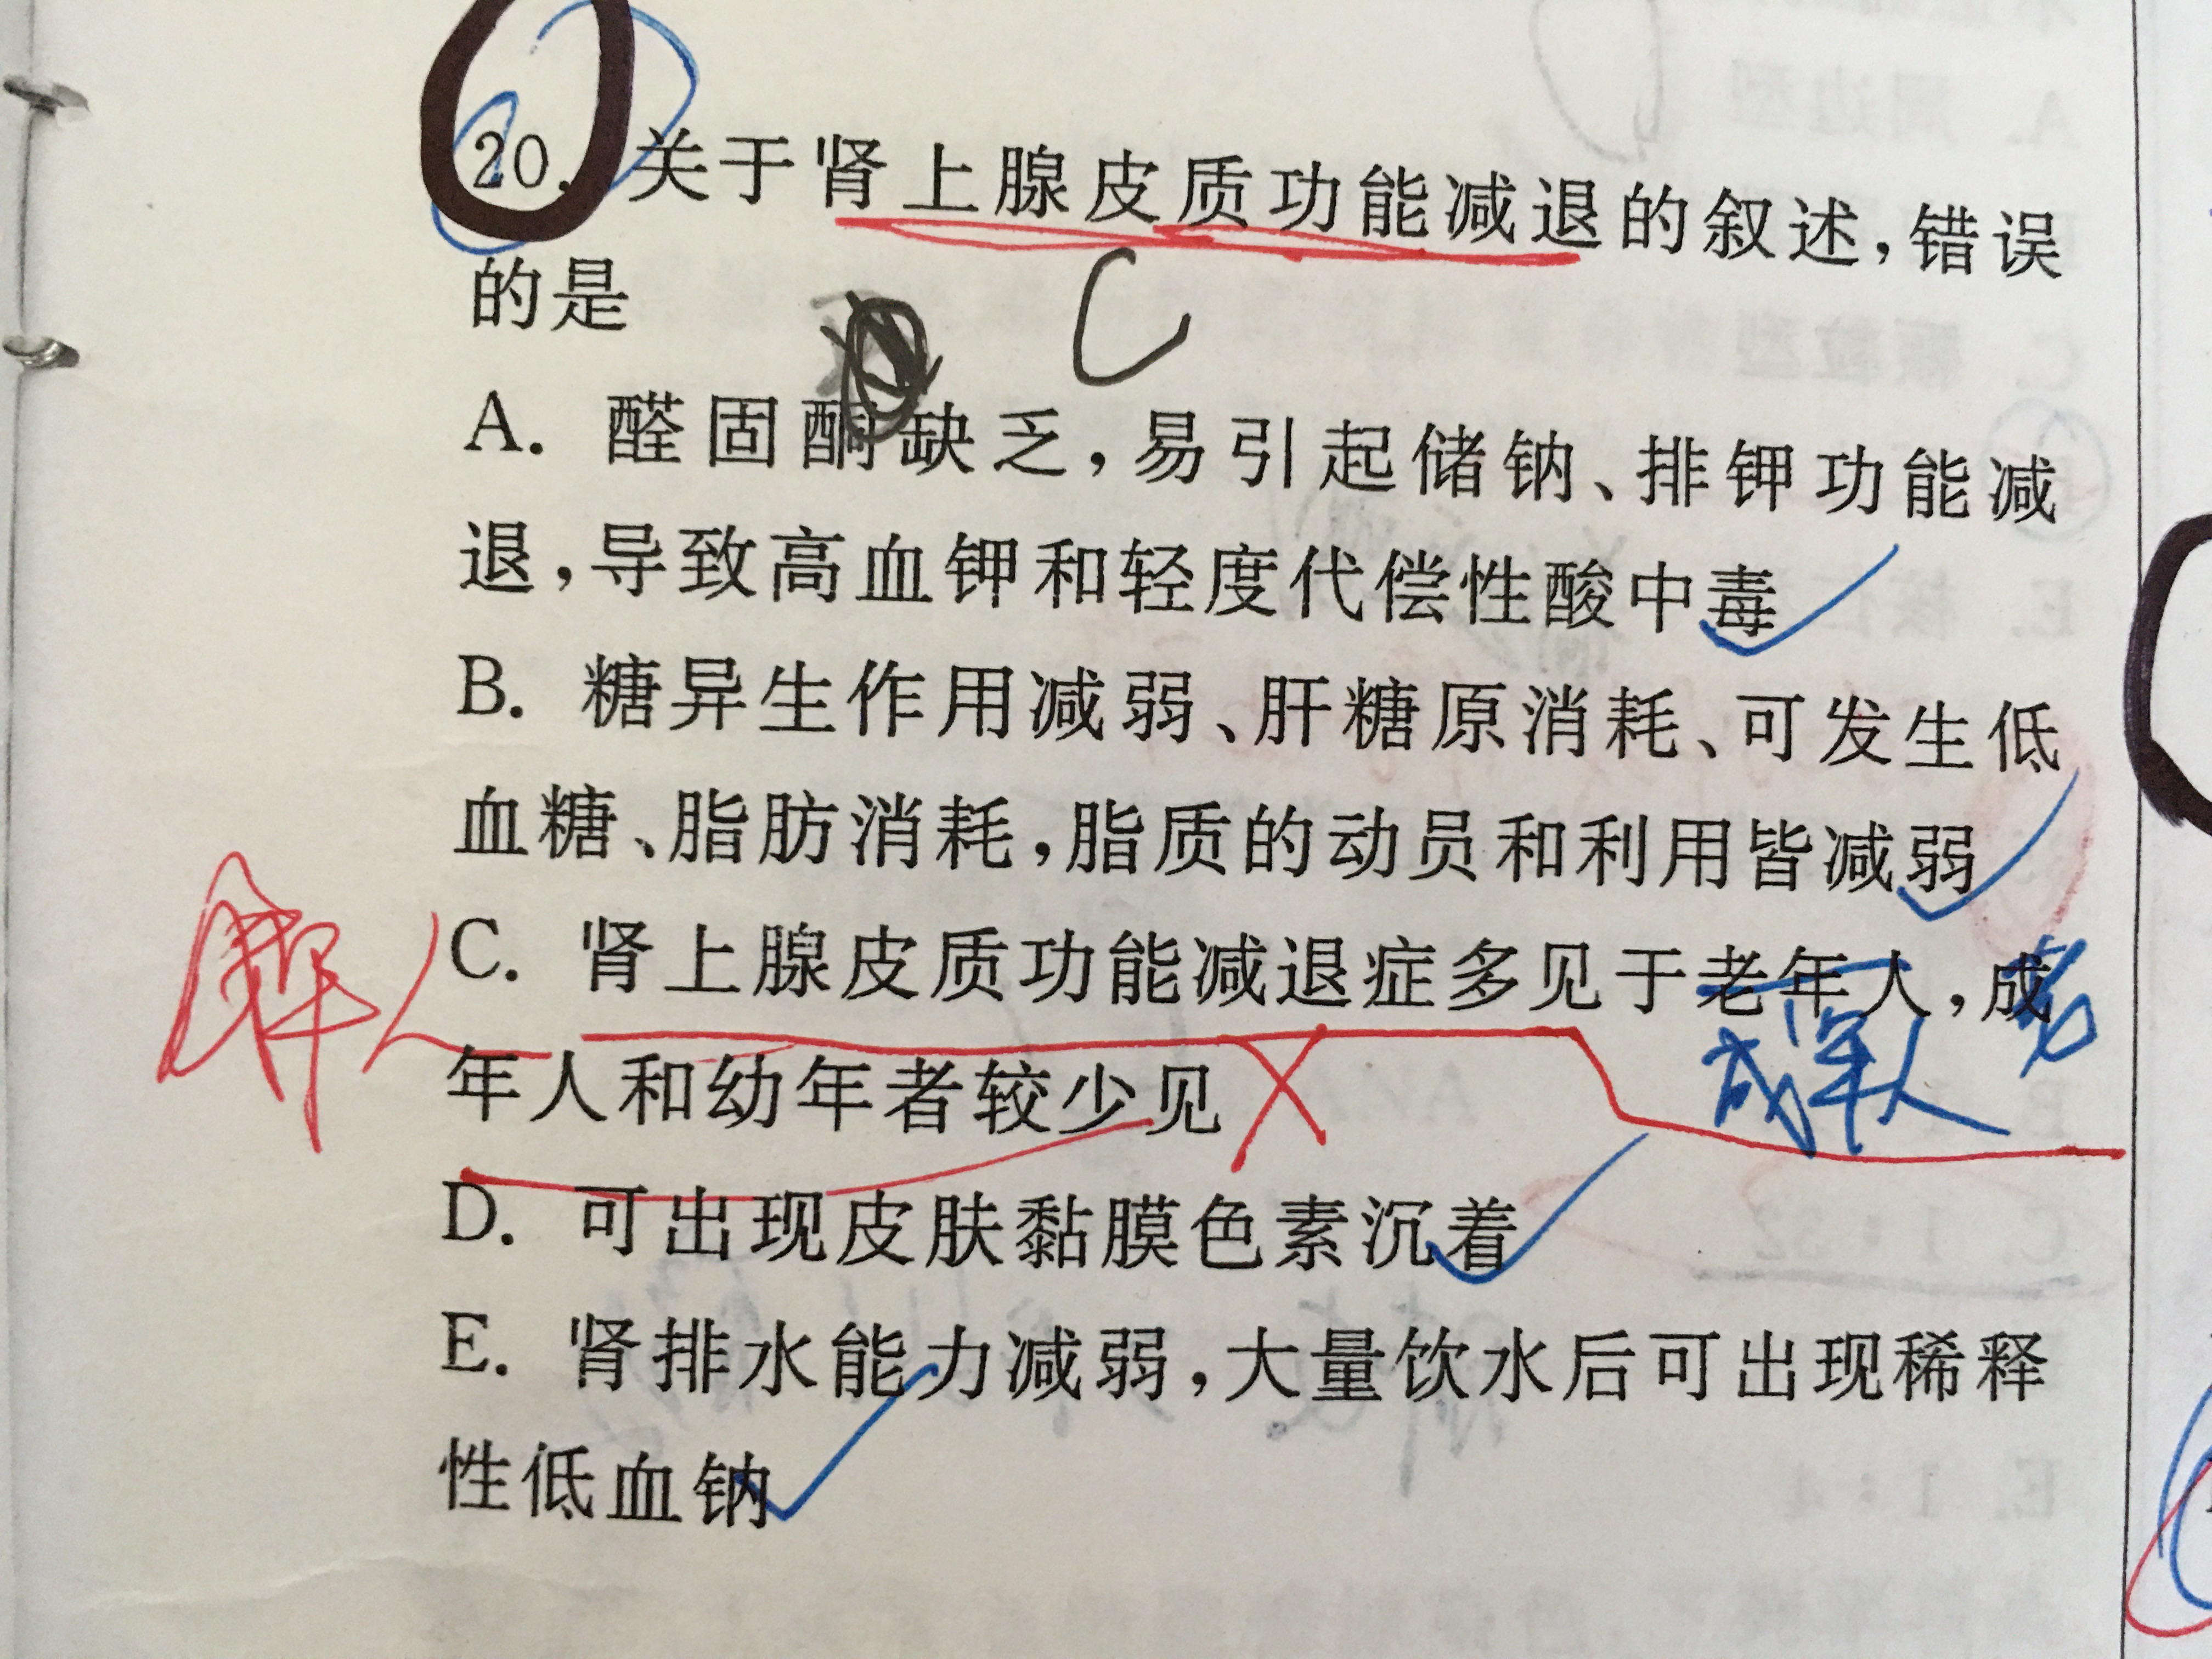 20. 关于肾上腺皮质功能减退的叙述，错误
的是
C
A. 醛固酮缺乏，易引起储钠、排钾功能减
退，导致高血钾和轻度代偿性酸中毒
B. 糖异生作用减弱、肝糖原消耗、可发生低
血糖、脂肪消耗，脂质的动员和利用皆减弱
C. 肾上腺皮质功能减退症多见于老年人，成
年人和幼年者较少见
D. 可出现皮肤黏膜色素沉着
E. 肾排水能力减弱，大量饮水后可出现稀释
性低血钠